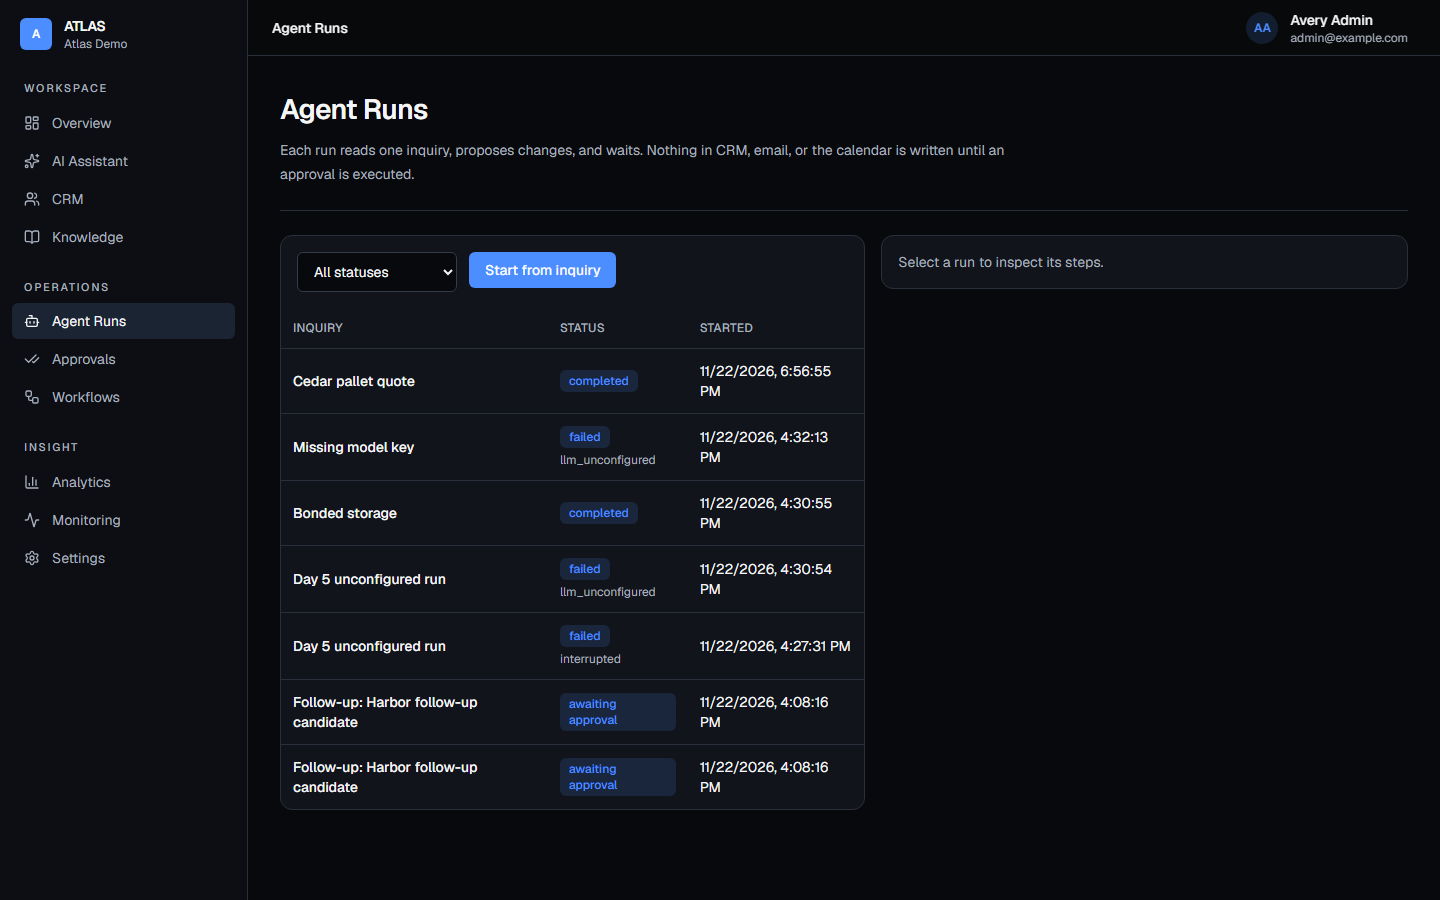 A
ATLAS
Atlas Demo
WORKSPACE
Overview
AI Assistant
CRM
Knowledge
OPERATIONS
Agent Runs
Approvals
Workflows
INSIGHT
Analytics
Monitoring
Settings
Agent Runs
AA
Avery Admin
admin@example.com
Agent Runs
Each run reads one inquiry, proposes changes, and waits. Nothing in CRM, email, or the calendar is written until an
approval is executed.
All statuses
Start from inquiry
INQUIRY STATUS STARTED
Cedar pallet quote
completed
11/22/2026, 6:56:55
PM
Missing model key
failed
llm_unconfigured
11/22/2026, 4:32:13
PM
Bonded storage
completed
11/22/2026, 4:30:55
PM
Day 5 unconfigured run
failed
llm_unconfigured
11/22/2026, 4:30:54
PM
Day 5 unconfigured run
failed
interrupted
11/22/2026, 4:27:31 PM
Follow-up: Harbor follow-up
candidate
awaiting
approval
11/22/2026, 4:08:16
PM
Follow-up: Harbor follow-up
candidate
awaiting
approval
11/22/2026, 4:08:16
PM
Select a run to inspect its steps.